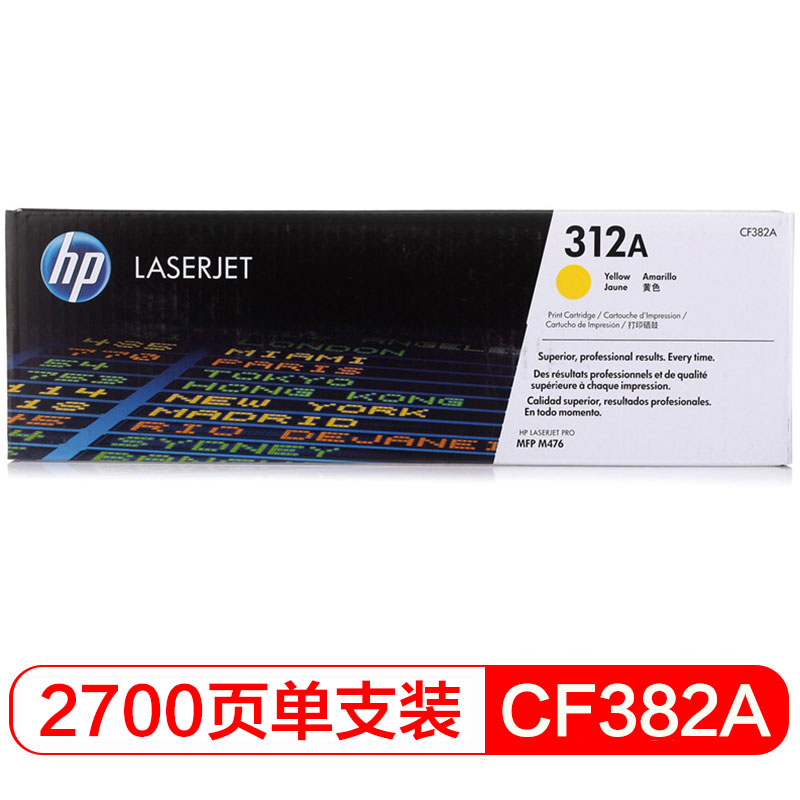 hp
LASERJET
312A
CF382A
Yellow Amarillo
Jaune 黄色
Print Cartridge / Cartouche d'Impression /
Cartucho de Impresión / 打印硒鼓
Superior, professional results. Every time.
Des résultats professionnels et de qualité
supérieure à chaque impression.
Calidad superior, resultados profesionales.
En todo momento.
HP LASERJET PRO
MFP M476
LONDON
MIAMI
770
TOKYO
54
HONG KONG
NEW YORK
414
MADRID
RIO DE JANEI
SYDNEY
2700页单支装
CF382A